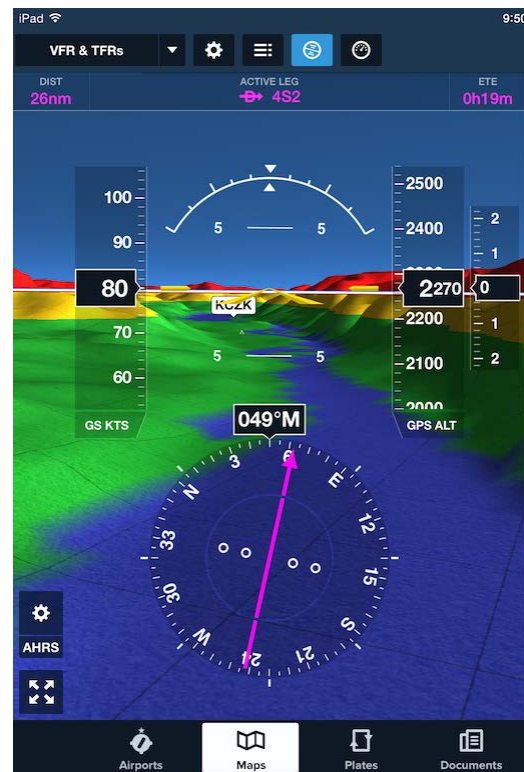 iPad 9:50
VFR & TFRs
DIST ACTIVE LEG ETE
26nm D 4S2 0h19m
100 2500
90 5 5 2400
2
1
80 2270 0
KCZK
70 2200 1
5 5 2100 2
60
2000
GS KTS GPS ALT
049°M
3 6 E 12 15 S 21 24 W 30 33 N
AHRS
Airports Maps Plates Documents